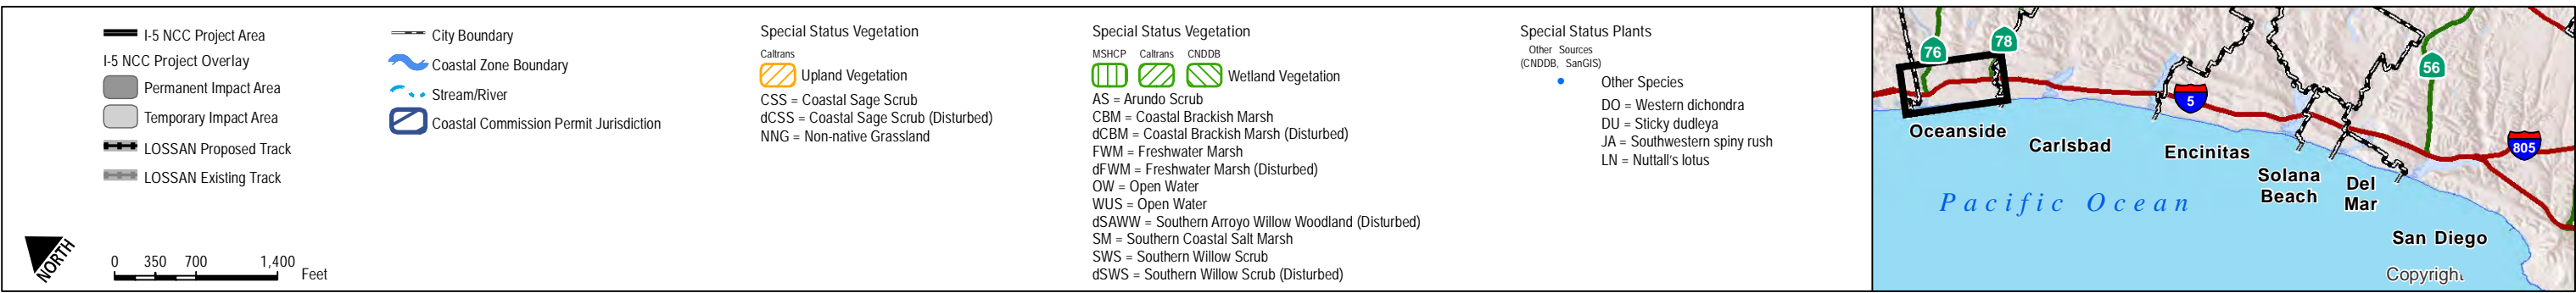 I-5 NCC Project Area
I-5 NCC Project Overlay
Permanent Impact Area
Temporary Impact Area
LOSSAN Proposed Track
LOSSAN Existing Track
NORTH
0 350 700 1,400
Feet
City Boundary
Coastal Zone Boundary
Stream/River
Coastal Commission Permit Jurisdiction
Special Status Vegetation
Caltrans
Upland Vegetation
CSS = Coastal Sage Scrub
dCSS = Coastal Sage Scrub (Disturbed)
NNG = Non-native Grassland
Special Status Vegetation
MSHCP Caltrans CNDDB
Wetland Vegetation
AS = Arundo Scrub
CBM = Coastal Brackish Marsh
dCBM = Coastal Brackish Marsh (Disturbed)
FWM = Freshwater Marsh
dFWM = Freshwater Marsh (Disturbed)
OW = Open Water
WUS = Open Water
dSAWW = Southern Arroyo Willow Woodland (Disturbed)
SM = Southern Coastal Salt Marsh
SWS = Southern Willow Scrub
dSWS = Southern Willow Scrub (Disturbed)
Special Status Plants
Other Sources
(CNDDB, SanGIS)
Other Species
DO = Western dichondra
DU = Sticky dudleya
JA = Southwestern spiny rush
LN = Nuttall's lotus
76
78
56
5
805
Oceanside
Carlsbad
Encinitas
Solana
Beach
Del
Mar
Pacific Ocean
San Diego